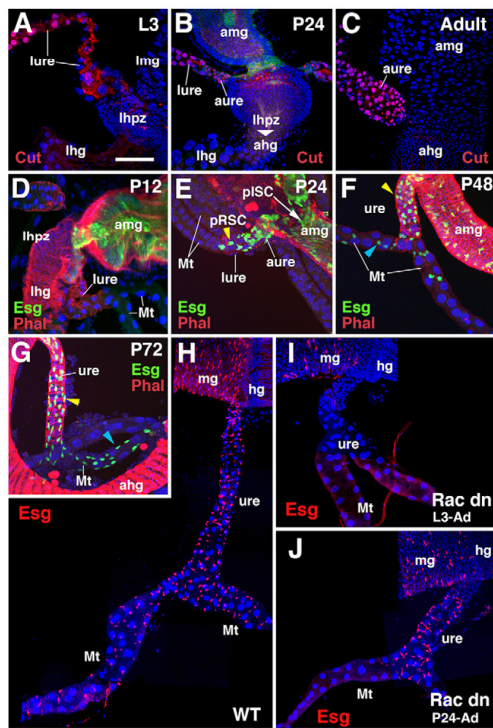 A L3
lure
lmg
lhpz
lhg
Cut
B P24
amg
lure
aure
lhpz
ahg
lhg
Cut
C Adult
amg
aure
ahg
Cut
D P12
lhpz
amg
lhg
lure
Mt
Esg
Phal
E P24
pISC
pRSC
amg
Mt
lure
aure
Esg
Phal
F P48
ure
amg
Mt
Esg
Phal
G P72
ure
Esg
Phal
Mt
ahg
H
mg
hg
Esg
ure
Mt
Mt
WT
I
mg
hg
ure
Mt
Esg
Rac dn
L3-Ad
J
mg
hg
ure
Mt
Esg
Rac dn
P24-Ad